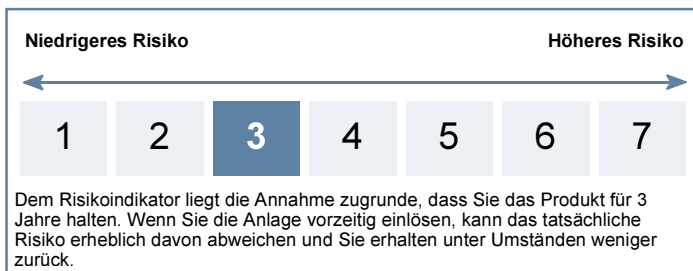 Niedrigeres Risiko Höheres Risiko
1 2 3 4 5 6 7
Dem Risikoindikator liegt die Annahme zugrunde, dass Sie das Produkt für 3
Jahre halten. Wenn Sie die Anlage vorzeitig einlösen, kann das tatsächliche
Risiko erheblich davon abweichen und Sie erhalten unter Umständen weniger
zurück.